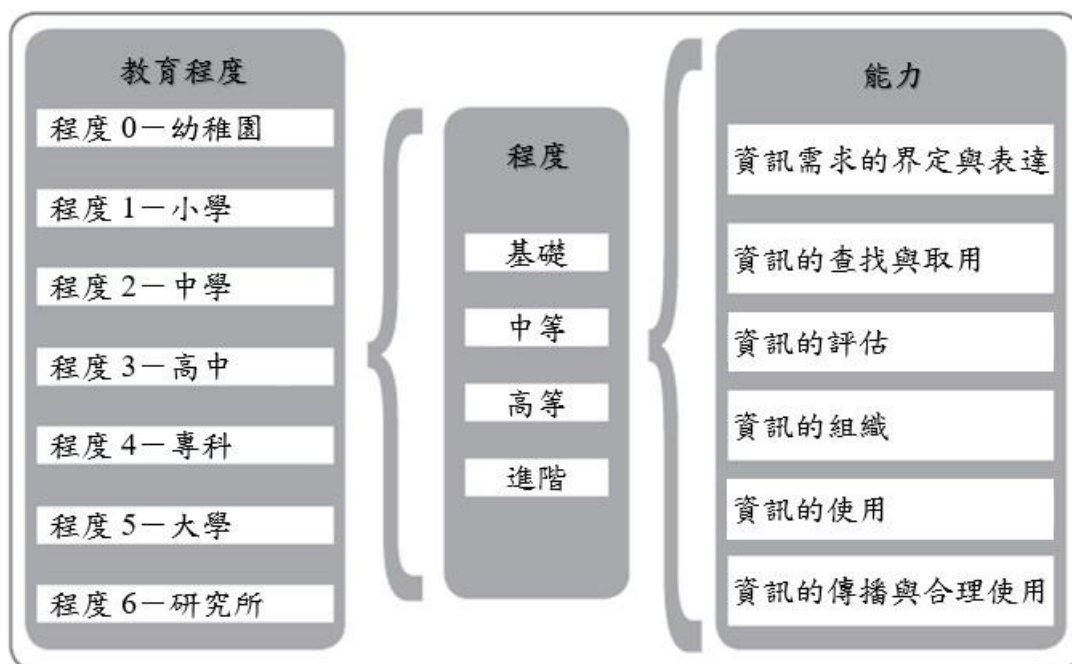 教育程度
程度 0－幼稚園
程度 1－小學
程度 2－中學
程度 3－高中
程度 4－專科
程度 5－大學
程度 6－研究所
程度
基礎
中等
高等
進階
能力
資訊需求的界定與表達
資訊的查找與取用
資訊的評估
資訊的組織
資訊的使用
資訊的傳播與合理使用